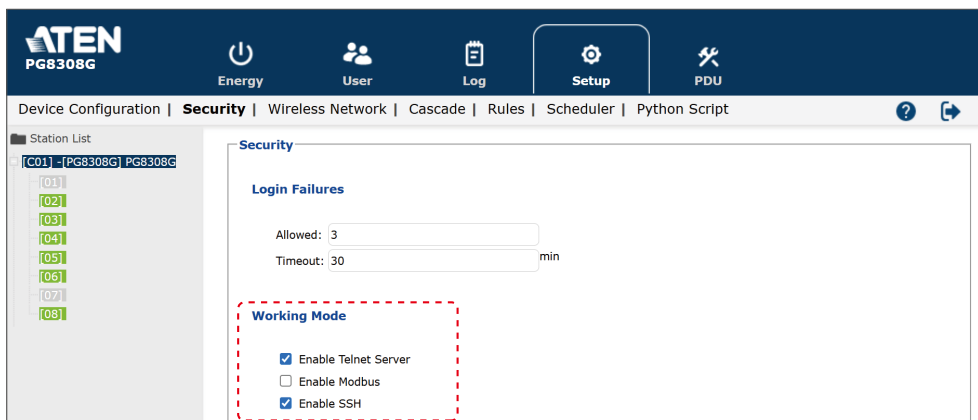 ATEN
PG8308G
Energy
User
Log
Setup
PDU
Device Configuration | Security | Wireless Network | Cascade | Rules | Scheduler | Python Script
?
Station List
[C01] -[PG8308G] PG8308G
[01]
[02]
[03]
[04]
[05]
[06]
[07]
[08]
Security
Login Failures
Allowed: 3
Timeout: 30 min
Working Mode
Enable Telnet Server
Enable Modbus
Enable SSH